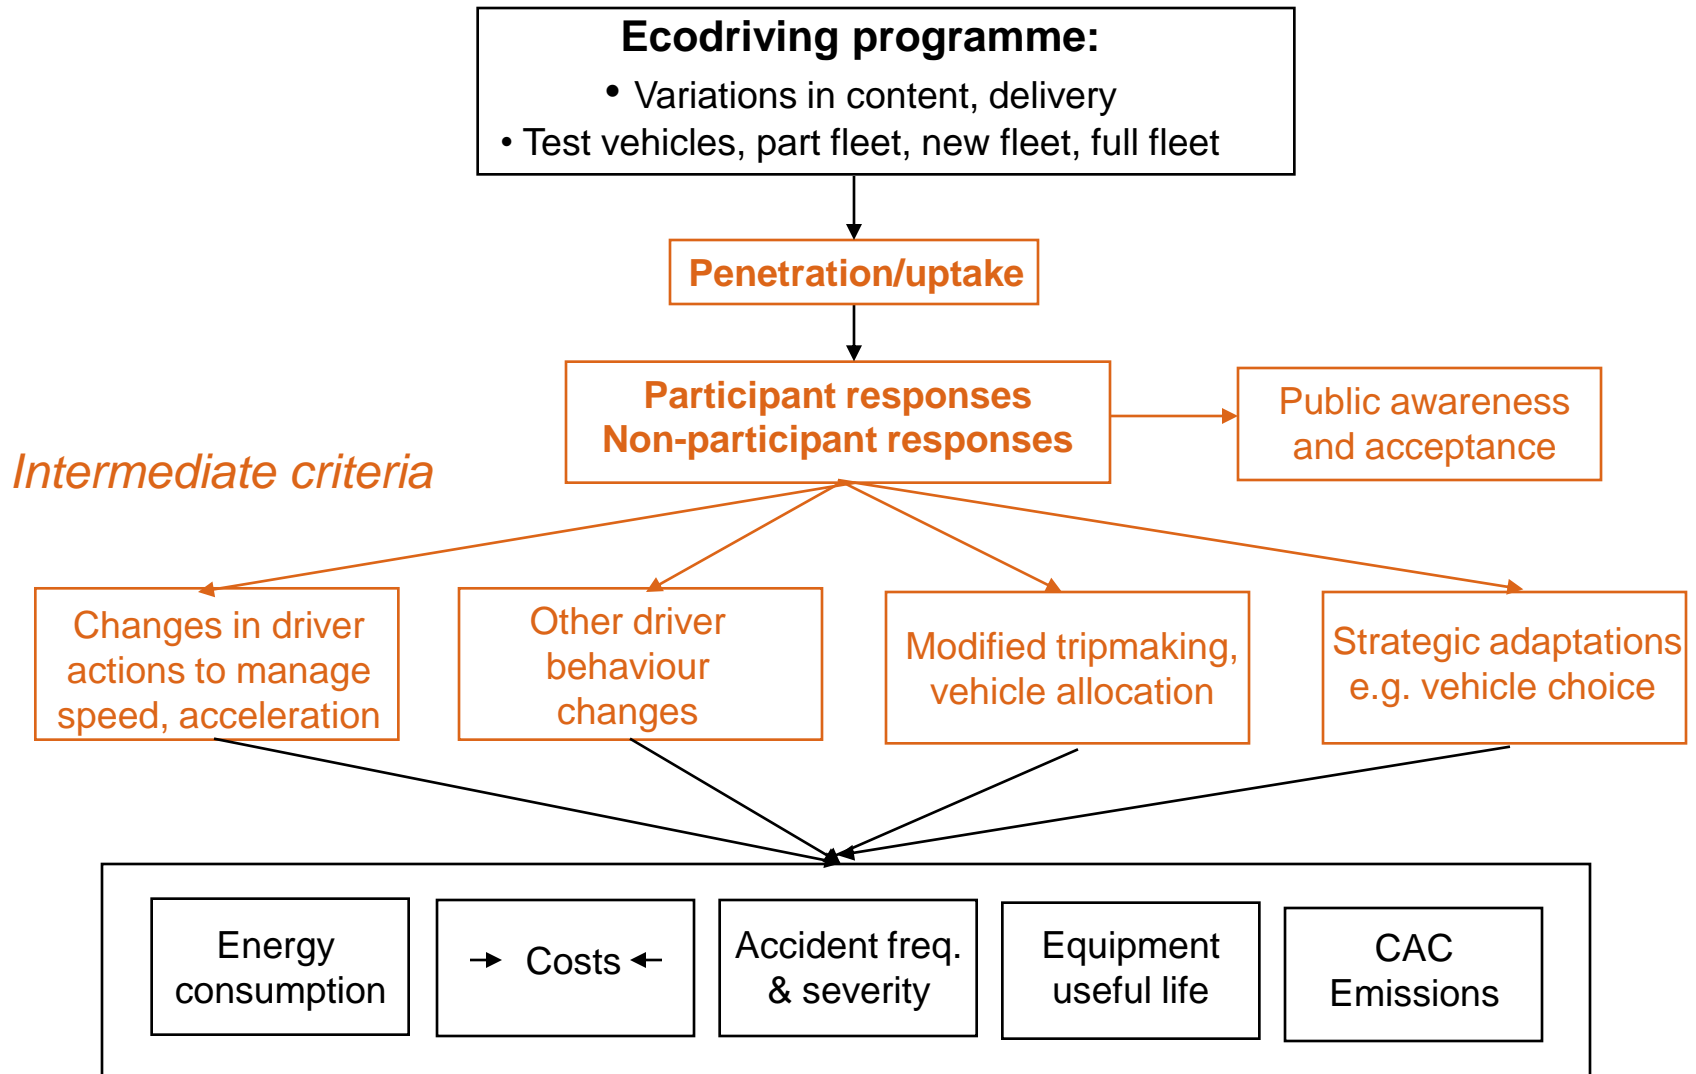 Ecodriving programme:
• Variations in content, delivery
• Test vehicles, part fleet, new fleet, full fleet
Penetration/uptake
Participant responses
Non-participant responses
Public awareness
and acceptance
Intermediate criteria
Changes in driver
actions to manage
speed, acceleration
Other driver
behaviour
changes
Modified tripmaking,
vehicle allocation
Strategic adaptations
e.g. vehicle choice
Energy
consumption
Costs
Accident freq.
& severity
Equipment
useful life
CAC
Emissions